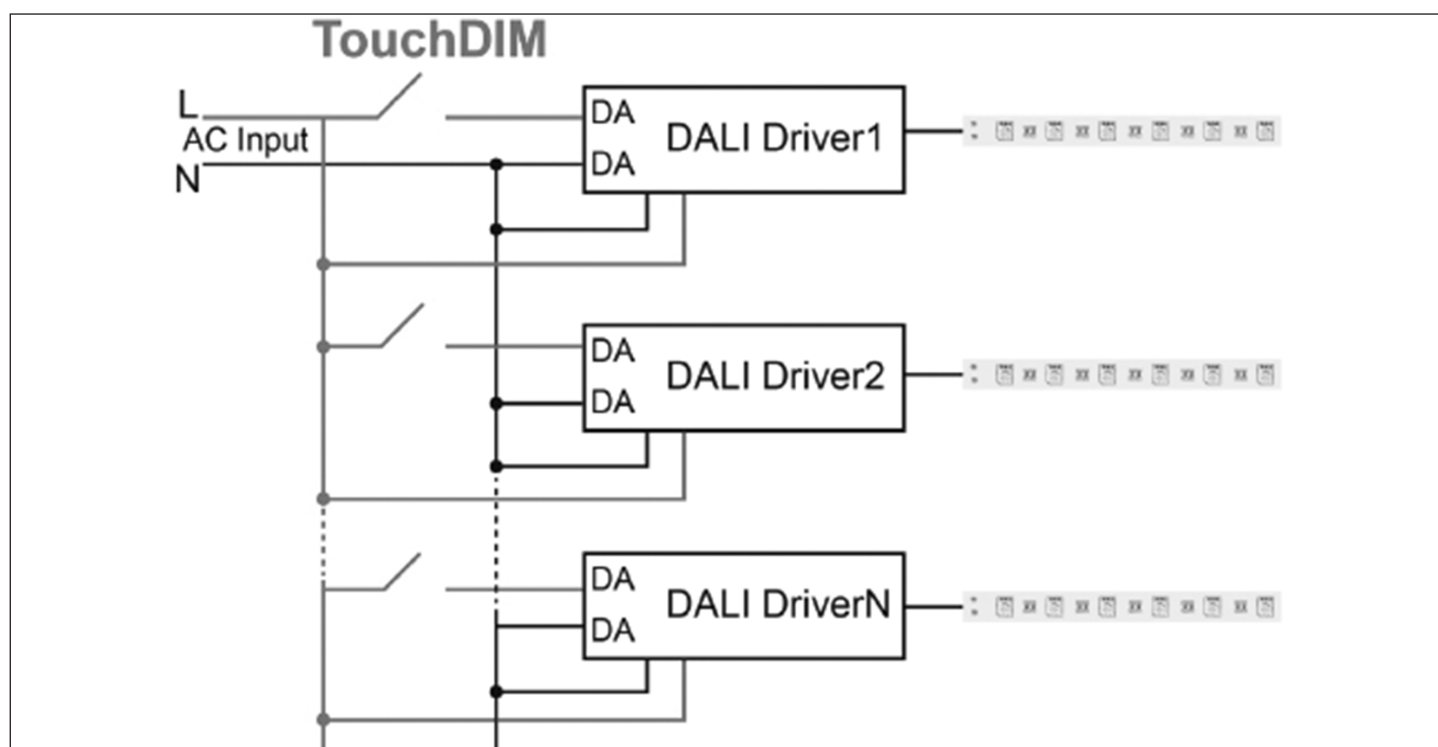 TouchDIM
L
AC Input
N
DA
DA
DALI Driver1
DA
DA
DALI Driver2
DA
DA
DALI DriverN